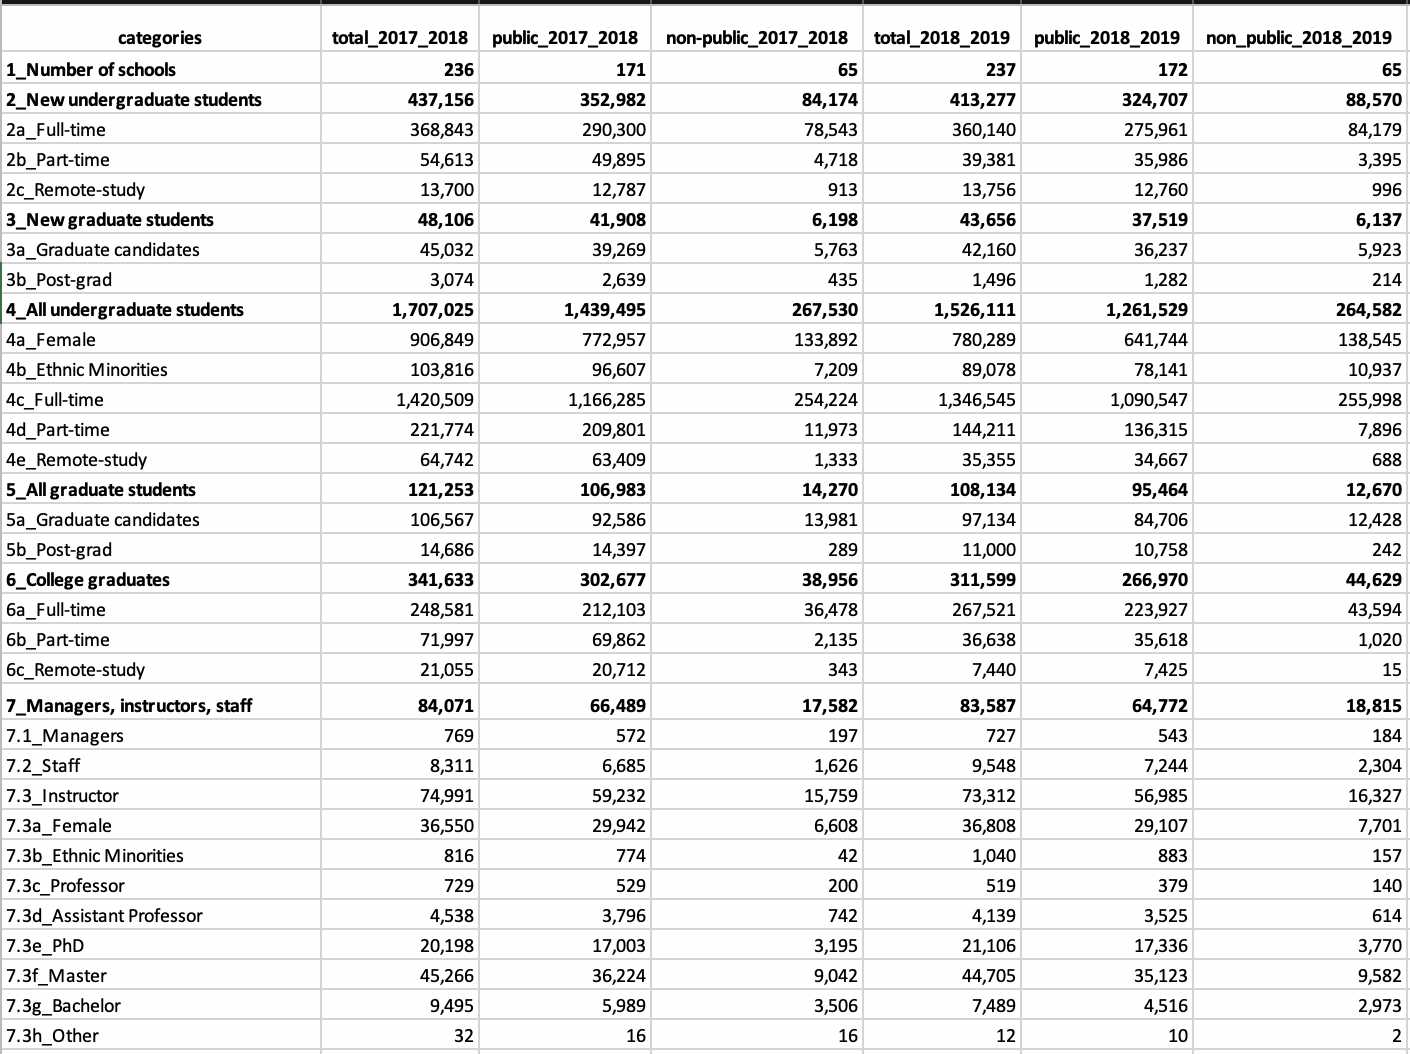 categories total_2017_2018 public_2017_2018 non-public_2017_2018 total_2018_2019 public_2018_2019 non_public_2018_2019
1_Number of schools 236 171 65 237 172 65
2_New undergraduate students 437,156 352,982 84,174 413,277 324,707 88,570
2a_Full-time 368,843 290,300 78,543 360,140 275,961 84,179
2b_Part-time 54,613 49,895 4,718 39,381 35,986 3,395
2c_Remote-study 13,700 12,787 913 13,756 12,760 996
3_New graduate students 48,106 41,908 6,198 43,656 37,519 6,137
3a_Graduate candidates 45,032 39,269 5,763 42,160 36,237 5,923
3b_Post-grad 3,074 2,639 435 1,496 1,282 214
4_All undergraduate students 1,707,025 1,439,495 267,530 1,526,111 1,261,529 264,582
4a_Female 906,849 772,957 133,892 780,289 641,744 138,545
4b_Ethnic Minorities 103,816 96,607 7,209 89,078 78,141 10,937
4c_Full-time 1,420,509 1,166,285 254,224 1,346,545 1,090,547 255,998
4d_Part-time 221,774 209,801 11,973 144,211 136,315 7,896
4e_Remote-study 64,742 63,409 1,333 35,355 34,667 688
5_All graduate students 121,253 106,983 14,270 108,134 95,464 12,670
5a_Graduate candidates 106,567 92,586 13,981 97,134 84,706 12,428
5b_Post-grad 14,686 14,397 289 11,000 10,758 242
6_College graduates 341,633 302,677 38,956 311,599 266,970 44,629
6a_Full-time 248,581 212,103 36,478 267,521 223,927 43,594
6b_Part-time 71,997 69,862 2,135 36,638 35,618 1,020
6c_Remote-study 21,055 20,712 343 7,440 7,425 15
7_Managers, instructors, staff 84,071 66,489 17,582 83,587 64,772 18,815
7.1_Managers 769 572 197 727 543 184
7.2_Staff 8,311 6,685 1,626 9,548 7,244 2,304
7.3_Instructor 74,991 59,232 15,759 73,312 56,985 16,327
7.3a_Female 36,550 29,942 6,608 36,808 29,107 7,701
7.3b_Ethnic Minorities 816 774 42 1,040 883 157
7.3c_Professor 729 529 200 519 379 140
7.3d_Assistant Professor 4,538 3,796 742 4,139 3,525 614
7.3e_PhD 20,198 17,003 3,195 21,106 17,336 3,770
7.3f_Master 45,266 36,224 9,042 44,705 35,123 9,582
7.3g_Bachelor 9,495 5,989 3,506 7,489 4,516 2,973
7.3h_Other 32 16 16 12 10 2